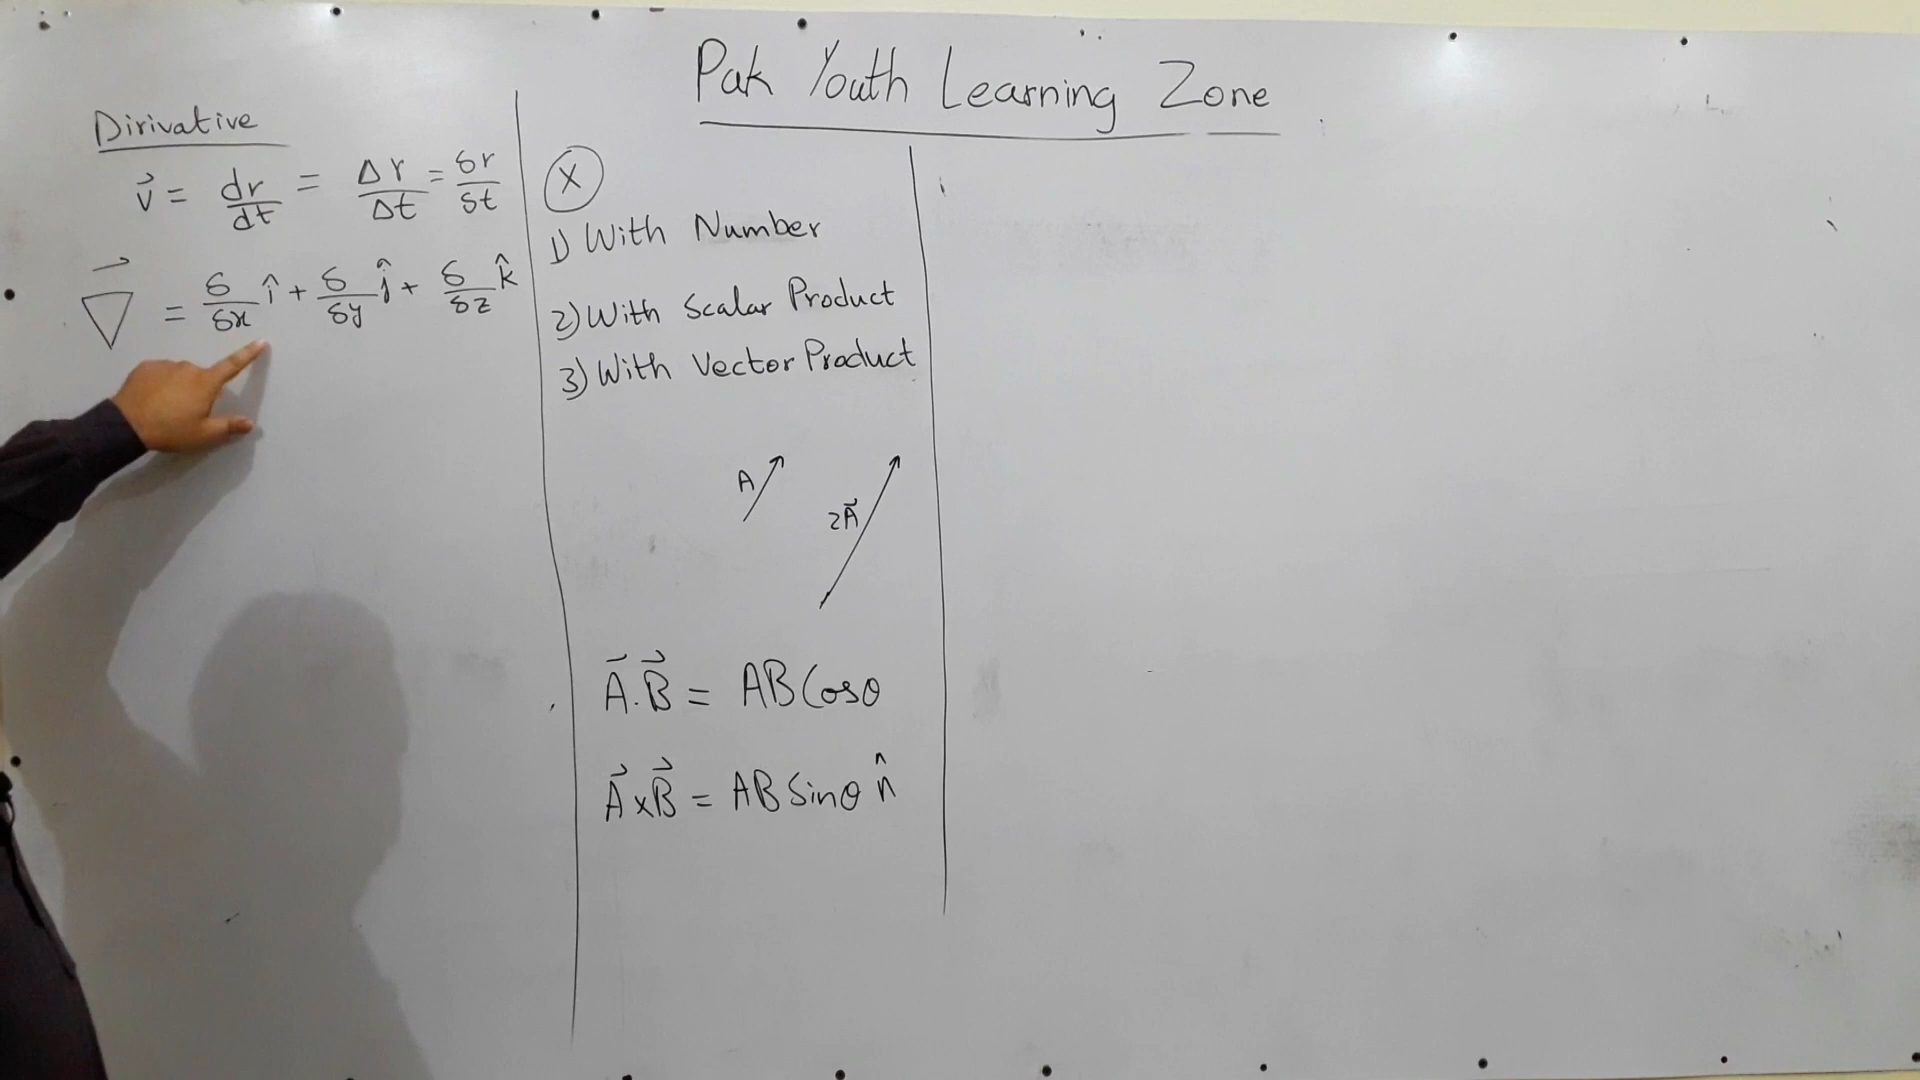 Pak Youth Learning Zone
Dirivative
v⃗ = dr/dt = Δr/Δt = δr/δt
∇⃗ = δ/δx î + δ/δy ĵ + δ/δz k̂
X
1) With Number
2) With Scalar Product
3) With Vector Product
A
2A⃗
A⃗.B⃗ = AB Cosθ
A⃗xB⃗ = AB Sinθ n̂